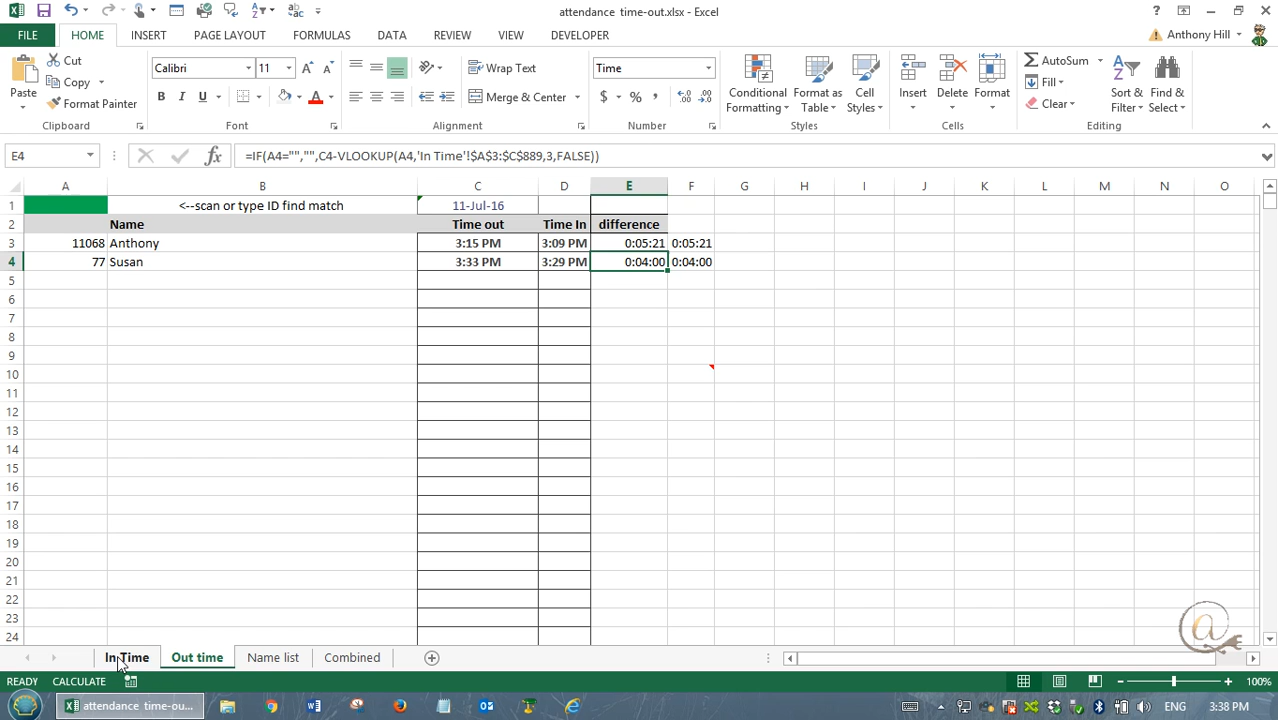 attendance time-out.xlsx - Excel
FILE HOME INSERT PAGE LAYOUT FORMULAS DATA REVIEW VIEW DEVELOPER Anthony Hill
Paste
Cut
Copy
Format Painter
Clipboard
Calibri 11
B I U
Font
Wrap Text
Merge & Center
Alignment
Time
$ % ,
Number
Conditional Formatting
Format as Table
Cell Styles
Styles
Insert Delete Format
Cells
AutoSum
Fill
Clear
Sort & Filter
Find & Select
Editing
E4 fx =IF(A4="","",C4-VLOOKUP(A4,'In Time'!$A$3:$C$889,3,FALSE))
A B C D E F G H I J K L M N O
1 <--scan or type ID find match 11-Jul-16
2 Name Time out Time In difference
3 11068 Anthony 3:15 PM 3:09 PM 0:05:21 0:05:21
4 77 Susan 3:33 PM 3:29 PM 0:04:00 0:04:00
5
6
7
8
9
10
11
12
13
14
15
16
17
18
19
20
21
22
23
24
In Time Out time Name list Combined
READY CALCULATE 100%
attendance time-ou... ENG 3:38 PM